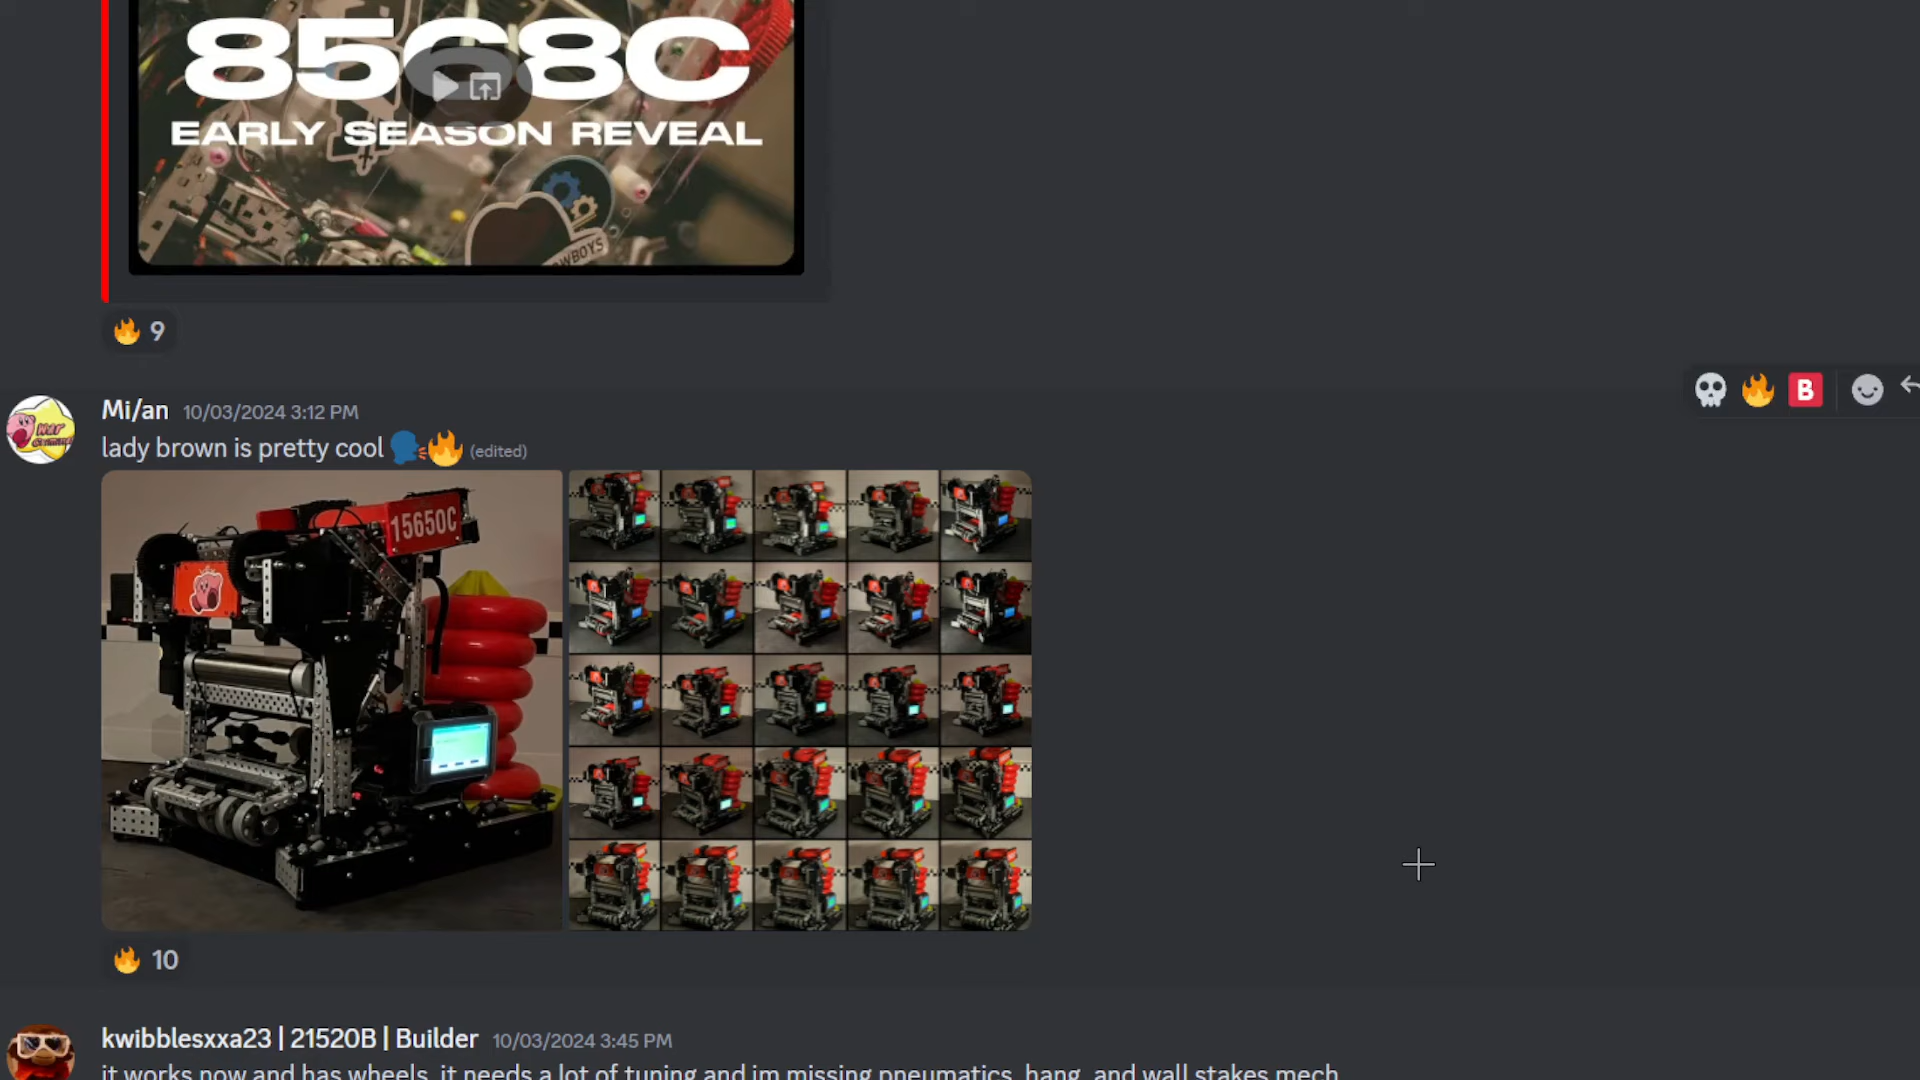 8568C
EARLY SEASON REVEAL
WBOYS
9
Mi/an 10/03/2024 3:12 PM
lady brown is pretty cool 🗣️🔥 (edited)
15650C
10
kwibblesxxa23 | 21520B | Builder 10/03/2024 3:45 PM
it works now and has wheels, it needs a lot of tuning and im missing pneumatics, hang, and wall stakes mech